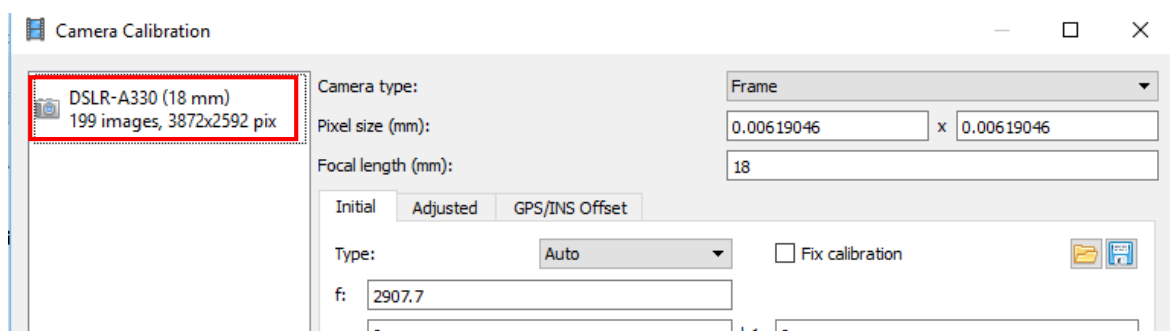 Camera Calibration
DSLR-A330 (18 mm)
199 images, 3872x2592 pix
Camera type:
Frame
Pixel size (mm):
0.00619046 x 0.00619046
Focal length (mm):
18
Initial Adjusted GPS/INS Offset
Type:
Auto
Fix calibration
f:
2907.7